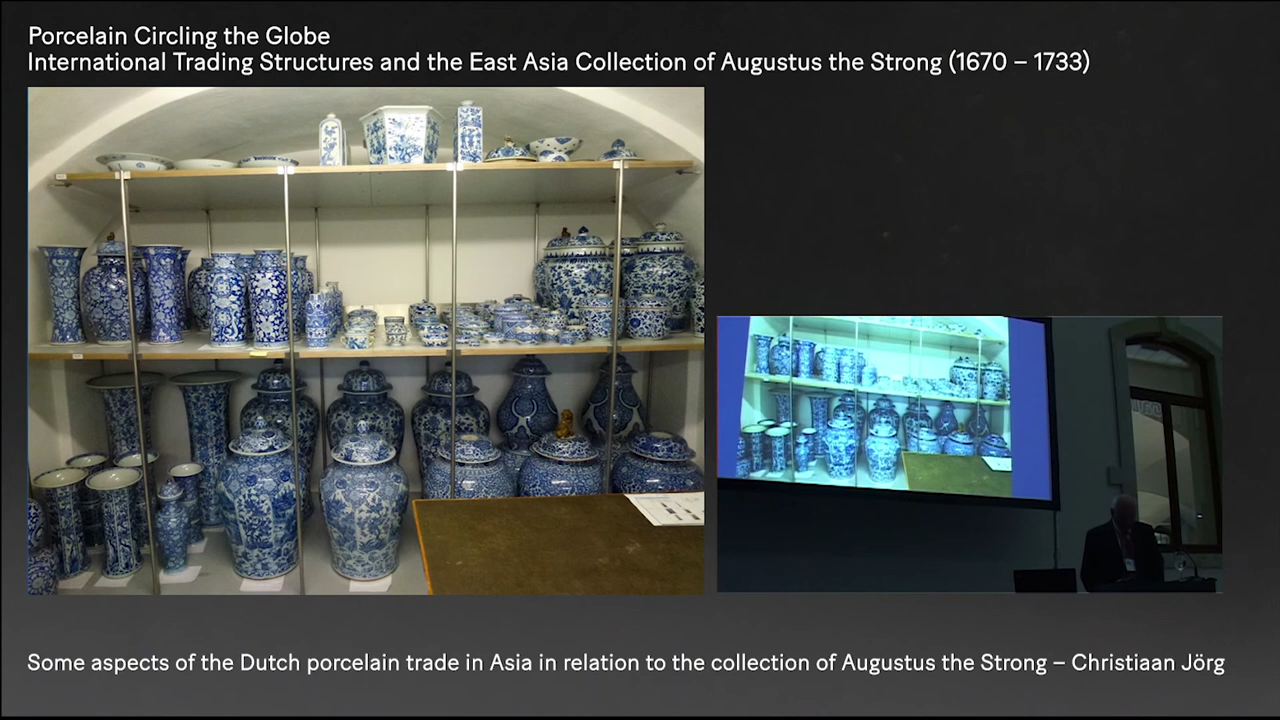 Porcelain Circling the Globe
International Trading Structures and the East Asia Collection of Augustus the Strong (1670 – 1733)
Some aspects of the Dutch porcelain trade in Asia in relation to the collection of Augustus the Strong – Christiaan Jörg